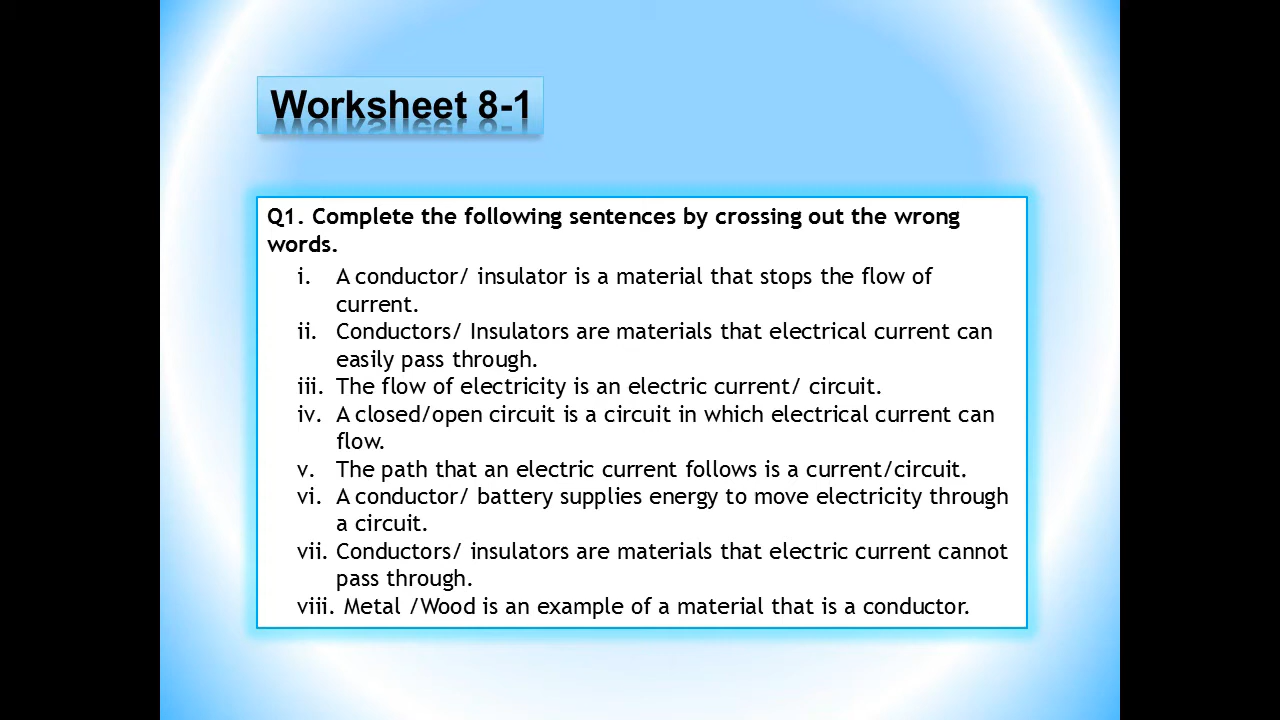 Worksheet 8-1
Q1. Complete the following sentences by crossing out the wrong
words.
i. A conductor/ insulator is a material that stops the flow of
current.
ii. Conductors/ Insulators are materials that electrical current can
easily pass through.
iii. The flow of electricity is an electric current/ circuit.
iv. A closed/open circuit is a circuit in which electrical current can
flow.
v. The path that an electric current follows is a current/circuit.
vi. A conductor/ battery supplies energy to move electricity through
a circuit.
vii. Conductors/ insulators are materials that electric current cannot
pass through.
viii. Metal /Wood is an example of a material that is a conductor.